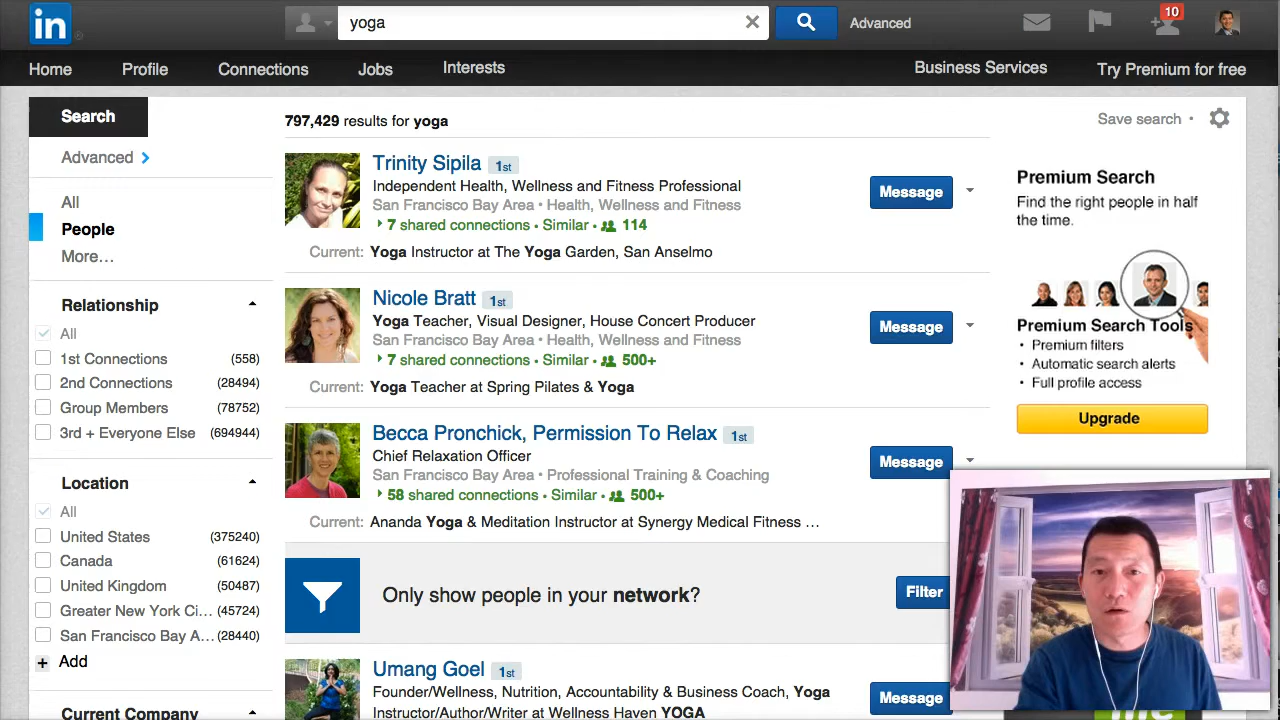 in
yoga
Advanced
10
Home
Profile
Connections
Jobs
Interests
Business Services
Try Premium for free
Search
Advanced
All
People
More...
Relationship
All
1st Connections (558)
2nd Connections (28494)
Group Members (78752)
3rd + Everyone Else (694944)
Location
All
United States (375240)
Canada (61624)
United Kingdom (50487)
Greater New York Ci... (45724)
San Francisco Bay A... (28440)
+ Add
Current Company
797,429 results for yoga
Save search •
Trinity Sipila 1st
Independent Health, Wellness and Fitness Professional
San Francisco Bay Area • Health, Wellness and Fitness
7 shared connections • Similar • 114
Current: Yoga Instructor at The Yoga Garden, San Anselmo
Message
Nicole Bratt 1st
Yoga Teacher, Visual Designer, House Concert Producer
San Francisco Bay Area • Health, Wellness and Fitness
7 shared connections • Similar • 500+
Current: Yoga Teacher at Spring Pilates & Yoga
Message
Becca Pronchick, Permission To Relax 1st
Chief Relaxation Officer
San Francisco Bay Area • Professional Training & Coaching
58 shared connections • Similar • 500+
Current: Ananda Yoga & Meditation Instructor at Synergy Medical Fitness ...
Message
Only show people in your network?
Filter
Umang Goel 1st
Founder/Wellness, Nutrition, Accountability & Business Coach, Yoga
Instructor/Author/Writer at Wellness Haven YOGA
Message
Premium Search
Find the right people in half
the time.
Premium Search Tools
• Premium filters
• Automatic search alerts
• Full profile access
Upgrade